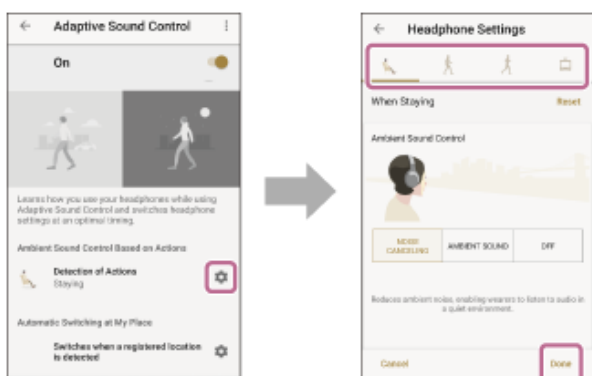 Adaptive Sound Control
On
Learns how you use your headphones while using
Adaptive Sound Control and switches headphone
settings at an optimal timing.
Ambient Sound Control Based on Actions
Detection of Actions
Staying
Automatic Switching at My Place
Switches when a registered location
is detected
Headphone Settings
When Staying
Reset
Ambient Sound Control
NOISE
CANCELING
AMBIENT SOUND
OFF
Reduces ambient noise, enabling wearers to listen to audio in
a quiet environment.
Cancel
Done